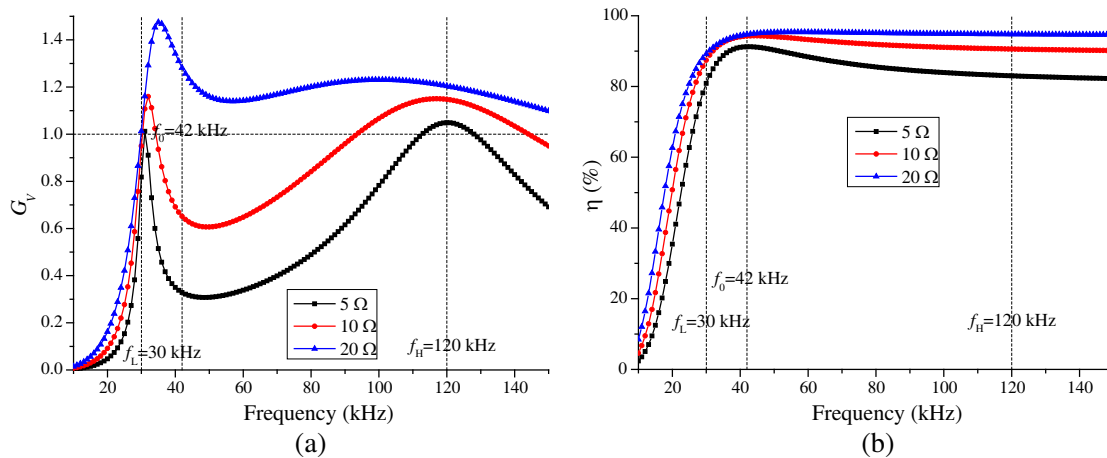 1.4
1.2
1.0
0.8
0.6
0.4
0.2
0.0
G_V
f_0=42 kHz
5 Ω
10 Ω
20 Ω
f_L=30 kHz
f_H=120 kHz
20 40 60 80 100 120 140
Frequency (kHz)
(a)
100
80
60
40
20
0
η (%)
5 Ω
10 Ω
20 Ω
f_0=42 kHz
f_L=30 kHz
f_H=120 kHz
20 40 60 80 100 120 140
Frequency (kHz)
(b)